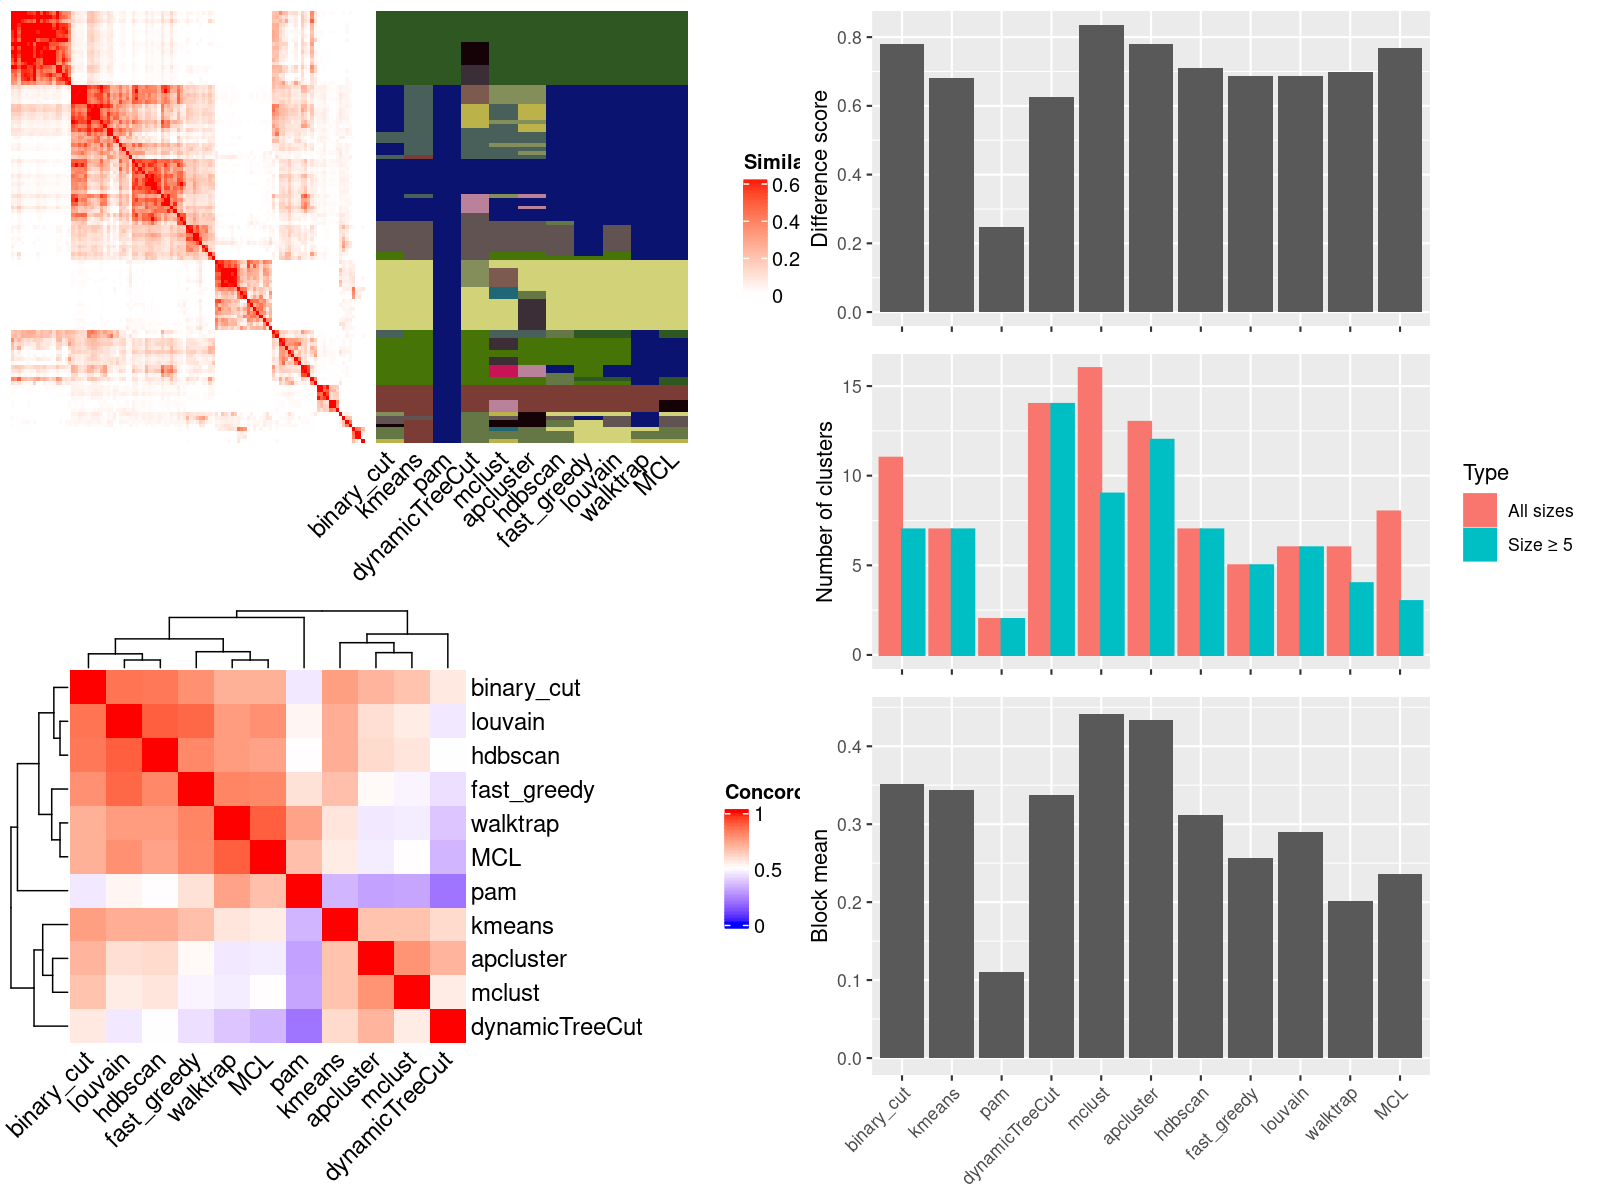 Simila
0.6
0.4
0.2
0
binary_cut
kmeans
pam
dynamicTreeCut
mclust
apcluster
hdbscan
fast_greedy
louvain
walktrap
MCL
binary_cut
louvain
hdbscan
fast_greedy
walktrap
MCL
pam
kmeans
apcluster
mclust
dynamicTreeCut
Concord
1
0.5
0
binary_cut
louvain
hdbscan
fast_greedy
walktrap
MCL
pam
kmeans
apcluster
mclust
dynamicTreeCut
Difference score
0.8
0.6
0.4
0.2
0.0
Number of clusters
15
10
5
0
Type
All sizes
Size ≥ 5
Block mean
0.4
0.3
0.2
0.1
0.0
binary_cut
kmeans
pam
dynamicTreeCut
mclust
apcluster
hdbscan
fast_greedy
louvain
walktrap
MCL